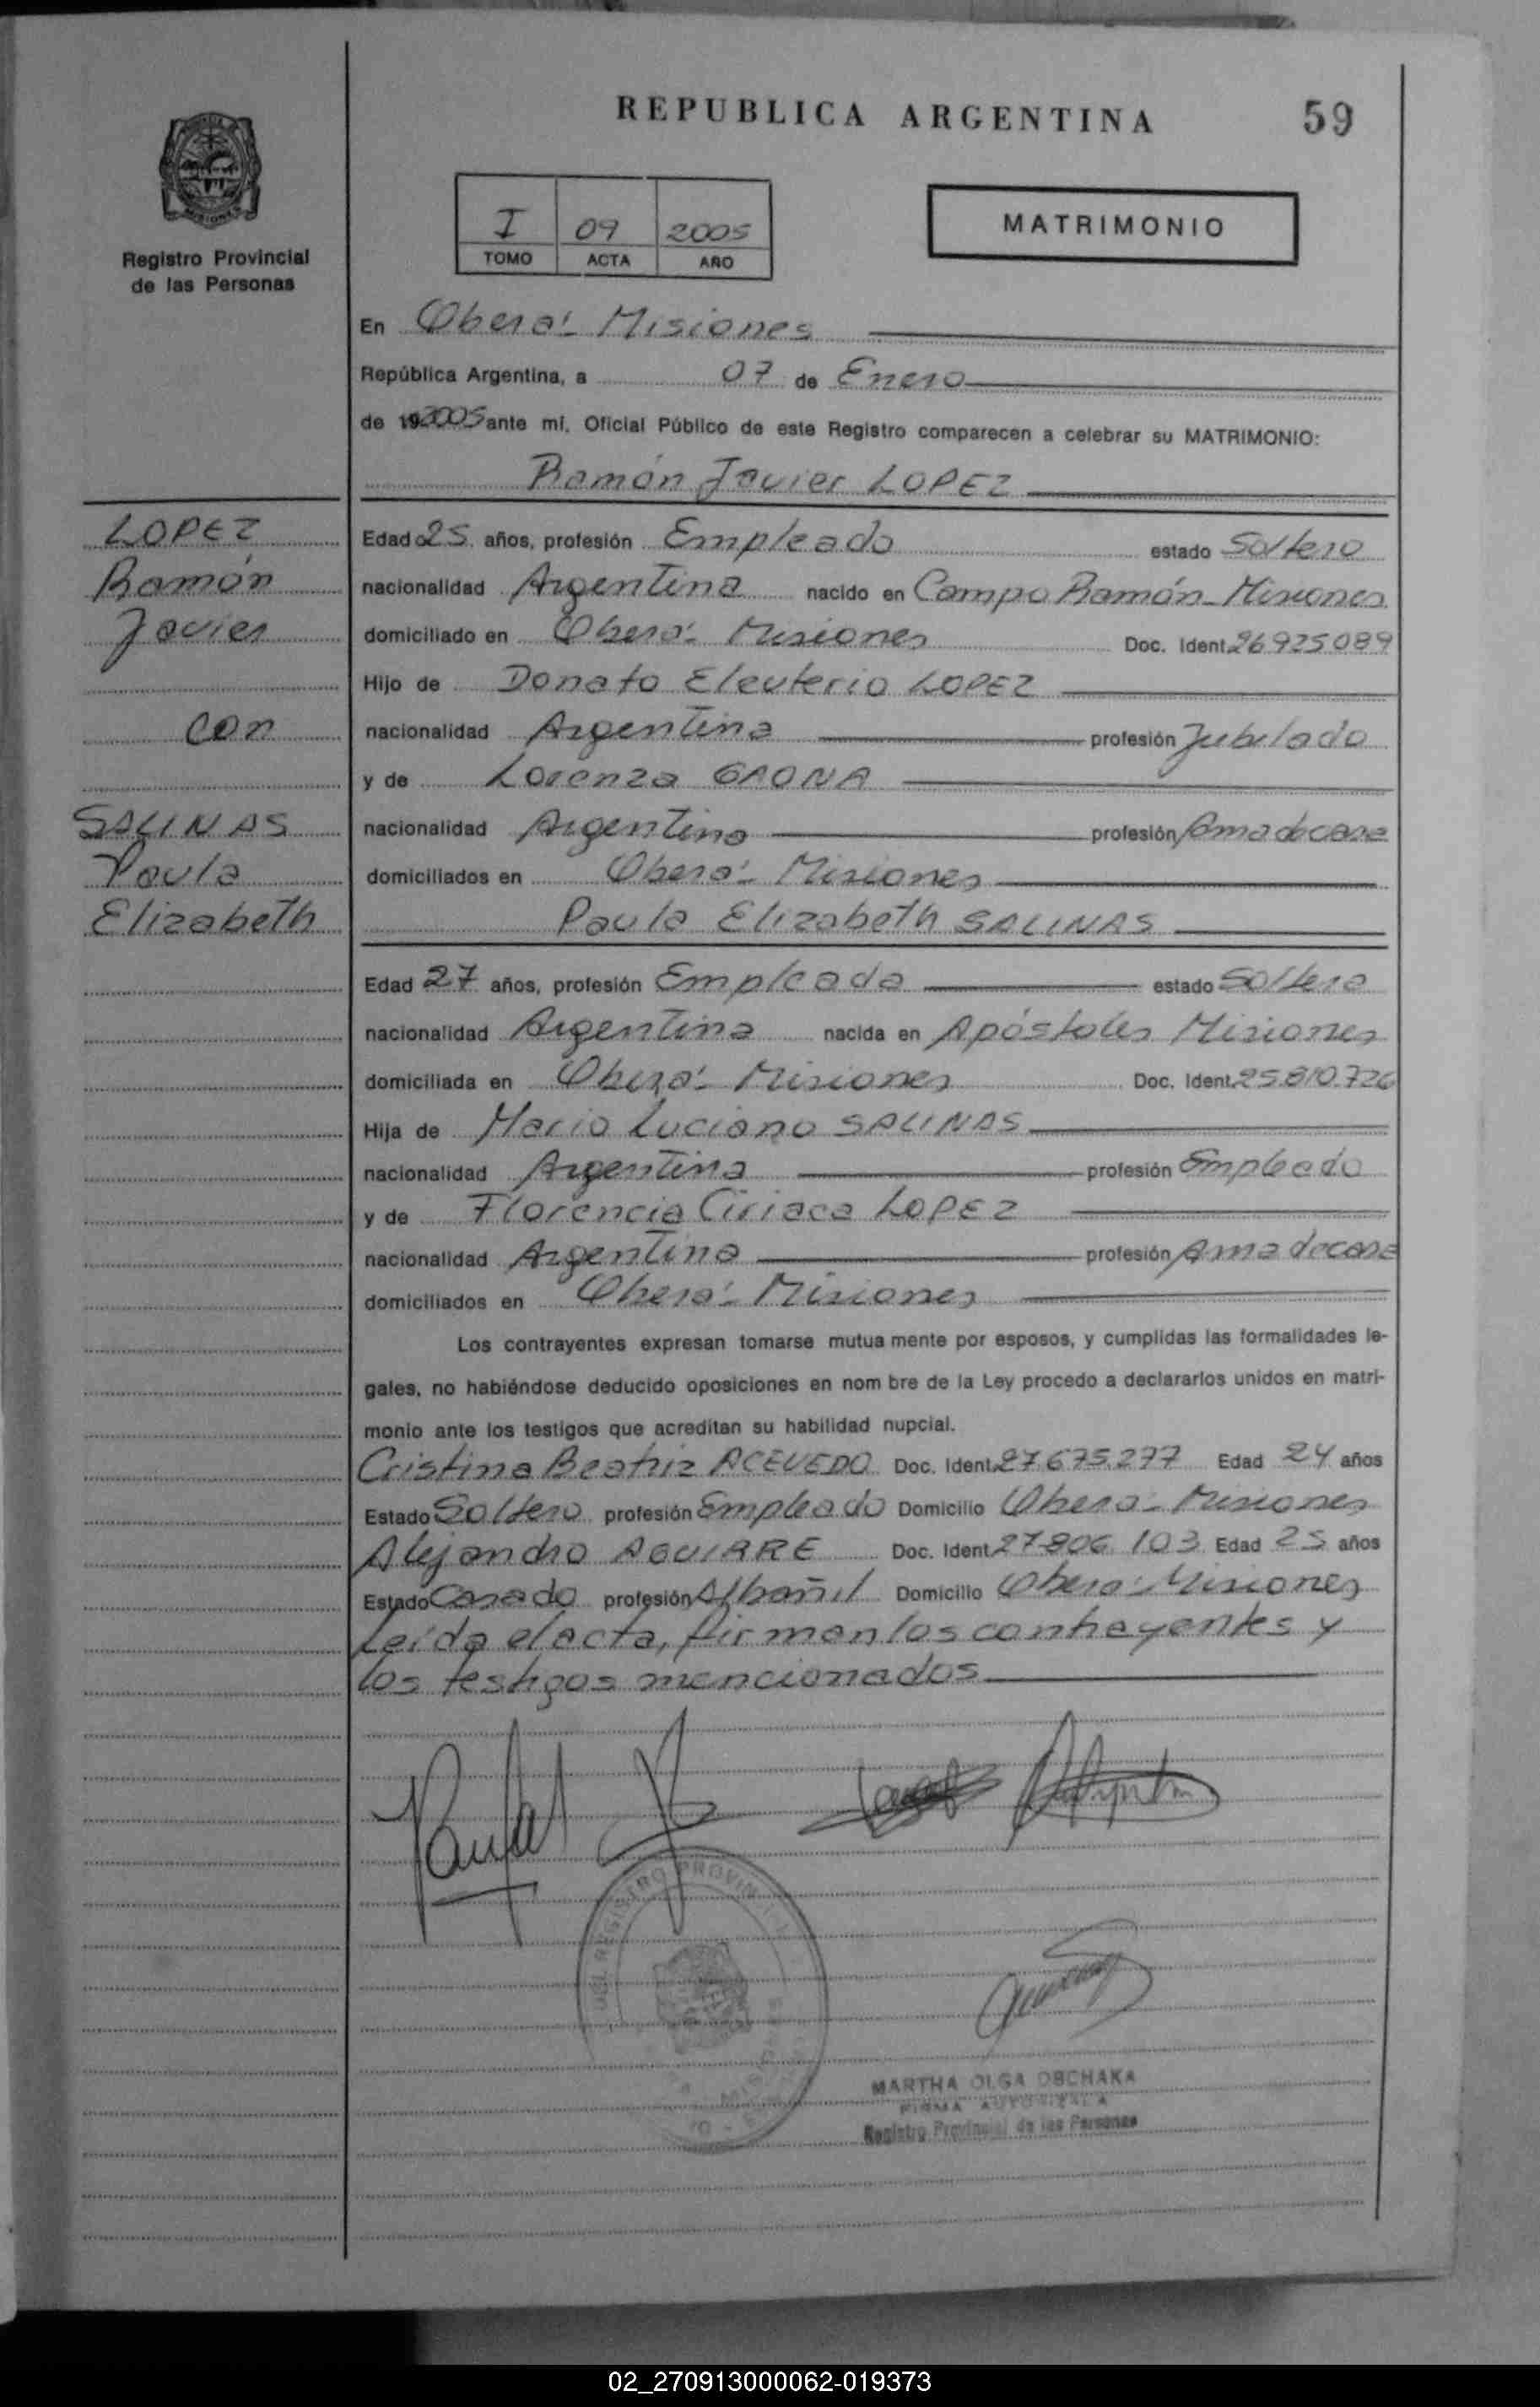 REPUBLICA ARGENTINA
59
Registro Provincial
de las Personas
I 09 2005
TOMO ACTA AÑO
MATRIMONIO
En Oberá - Misiones
República Argentina, a 07 de Enero
de 192005 ante mí, Oficial Público de este Registro comparecen a celebrar su MATRIMONIO:
Ramón Javier LOPEZ
LOPEZ
Ramón
Javier
con
SALINAS
Paula
Elizabeth
Edad 25 años, profesión Empleado estado Soltero
nacionalidad Argentina nacido en Campo Ramón - Misiones
domiciliado en Oberá - Misiones Doc. Ident. 26.925.089
Hijo de Donato Eleuterio LOPEZ
nacionalidad Argentina profesión Jubilado
y de Lorenza GAONA
nacionalidad Argentina profesión Ama de casa
domiciliados en Oberá - Misiones
Paula Elizabeth SALINAS
Edad 27 años, profesión Empleada estado Soltera
nacionalidad Argentina nacida en Apóstoles Misiones
domiciliada en Oberá - Misiones Doc. Ident. 25.810.726
Hija de Mario Luciano SALINAS
nacionalidad Argentina profesión Empleado
y de Florencia Ciriaca LOPEZ
nacionalidad Argentina profesión Ama de casa
domiciliados en Oberá - Misiones
Los contrayentes expresan tomarse mutua mente por esposos, y cumplidas las formalidades le-
gales, no habiéndose deducido oposiciones en nom bre de la Ley procedo a declararlos unidos en matri-
monio ante los testigos que acreditan su habilidad nupcial.
Cristina Beatriz ACEVEDO Doc. Ident. 27.675.277 Edad 24 años
Estado Soltero profesión Empleado Domicilio Oberá - Misiones
Alejandro AGUIRRE Doc. Ident. 27.806.103 Edad 25 años
Estado Casado profesión Albañil Domicilio Oberá - Misiones
Leída el acta, firman los contrayentes y
los testigos mencionados
MARTHA OLGA OBCHAKA
FIRMA AUTORIZADA
Registro Provincial de las Personas
02_270913000062-019373